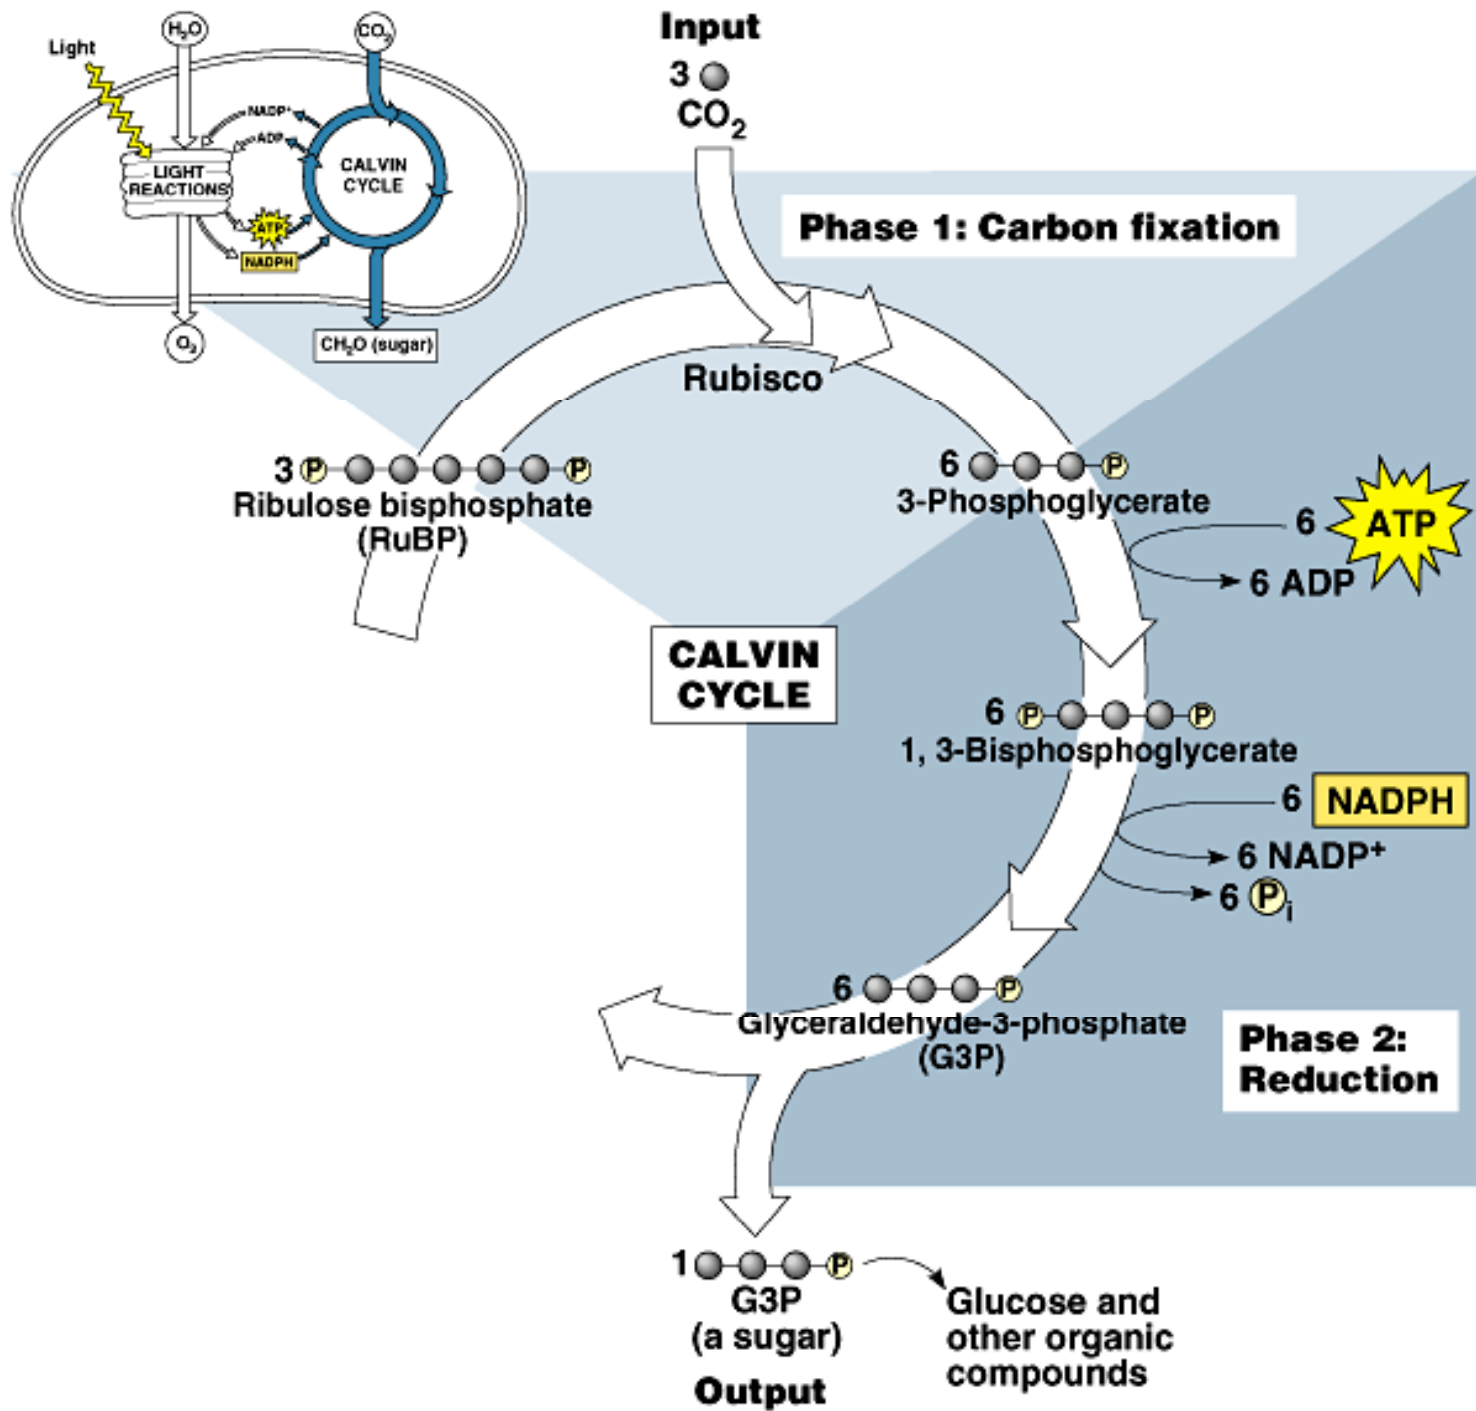 Light
H₂O
CO₂
NADP⁺
ADP
LIGHT
REACTIONS
CALVIN
CYCLE
ATP
NADPH
O₂
CH₂O (sugar)
Input
3
CO₂
Phase 1: Carbon fixation
Rubisco
3 P P
Ribulose bisphosphate
(RuBP)
6 P
3-Phosphoglycerate
6 ATP
6 ADP
CALVIN
CYCLE
6 P P
1, 3-Bisphosphoglycerate
6 NADPH
6 NADP⁺
6 Pᵢ
6 P
Glyceraldehyde-3-phosphate
(G3P)
Phase 2:
Reduction
1 P
G3P
(a sugar)
Output
Glucose and
other organic
compounds